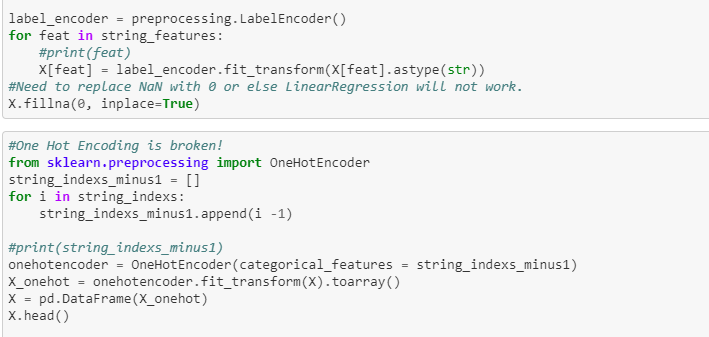 label_encoder = preprocessing.LabelEncoder()
for feat in string_features:
    #print(feat)
    X[feat] = label_encoder.fit_transform(X[feat].astype(str))
#Need to replace NaN with 0 or else LinearRegression will not work.
X.fillna(0, inplace=True)
#One Hot Encoding is broken!
from sklearn.preprocessing import OneHotEncoder
string_indexs_minus1 = []
for i in string_indexs:
    string_indexs_minus1.append(i -1)
#print(string_indexs_minus1)
onehotencoder = OneHotEncoder(categorical_features = string_indexs_minus1)
X_onehot = onehotencoder.fit_transform(X).toarray()
X = pd.DataFrame(X_onehot)
X.head()